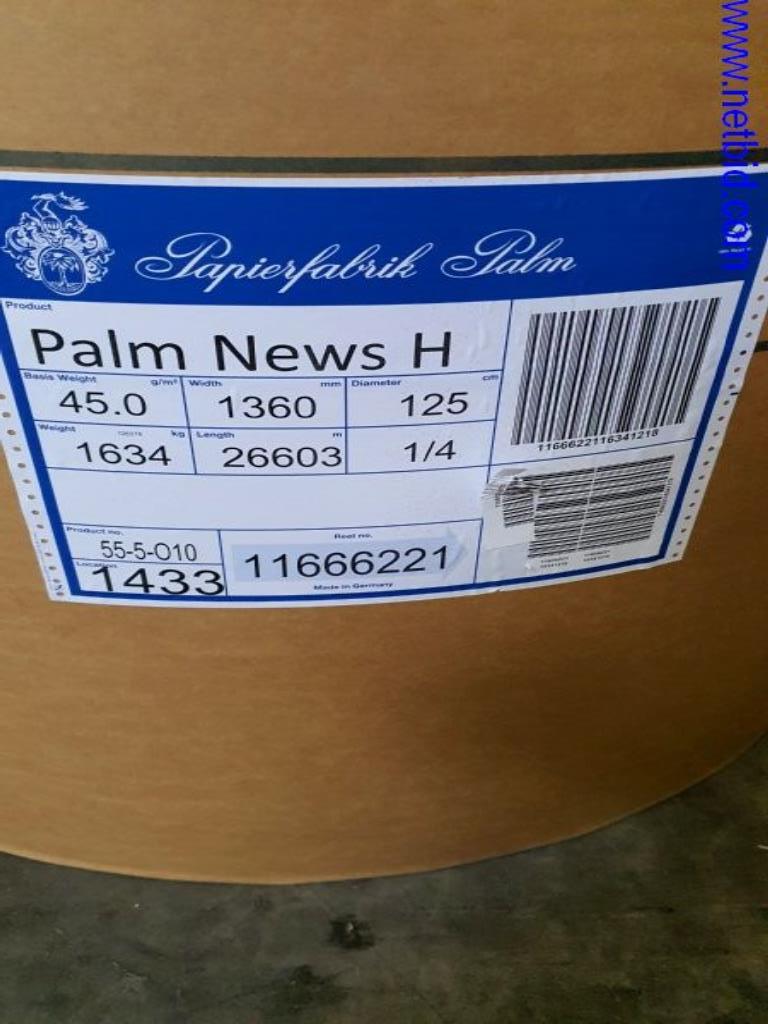 www.netbid.com
Papierfabrik Palm
Product
Palm News H
Basis Weight g/m² Width mm Diameter cm
45.0 1360 125
Weight kg Length m
1634 26603 1/4
1166622116341218
Product no. Reel no.
55-5-O10
Location 11666221
1433
Made in Germany